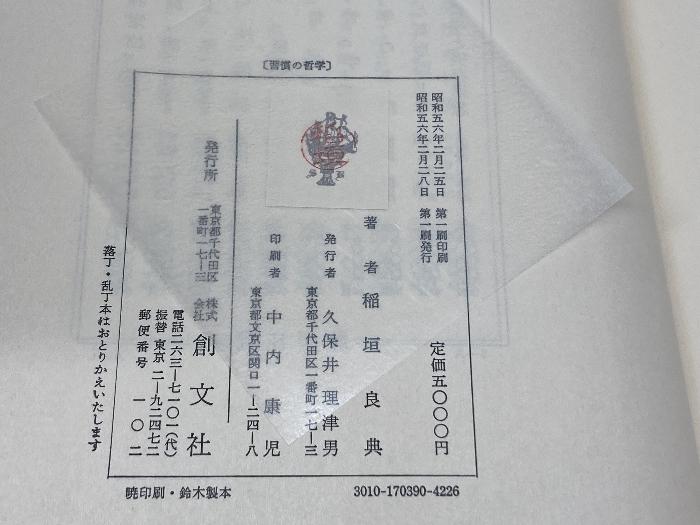 〔習慣の哲学〕
昭和五六年二月二五日 第一刷印刷
昭和五六年二月二八日 第一刷発行
定価五〇〇〇円
著者 稲垣良典
発行者 久保井理津男
東京都千代田区一番町一七―三
印刷者 中内康児
東京都文京区関口一―二四―八
発行所 株式会社 創文社
東京都千代田区
一番町一七―三
電話二六三―七一〇一(代)
振替 東京 二―九二四七二
郵便番号 一〇二
落丁・乱丁本はおとりかえいたします
暁印刷・鈴木製本
3010-170390-4226